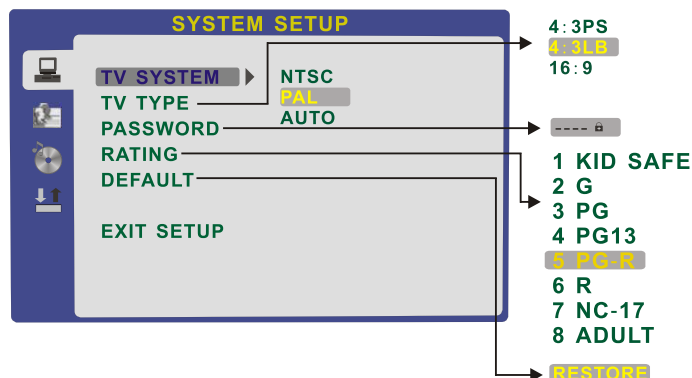 SYSTEM SETUP
TV SYSTEM
TV TYPE
PASSWORD
RATING
DEFAULT
EXIT SETUP
NTSC
PAL
AUTO
4:3PS
4:3LB
16:9
----
1 KID SAFE
2 G
3 PG
4 PG13
5 PG-R
6 R
7 NC-17
8 ADULT
RESTORE